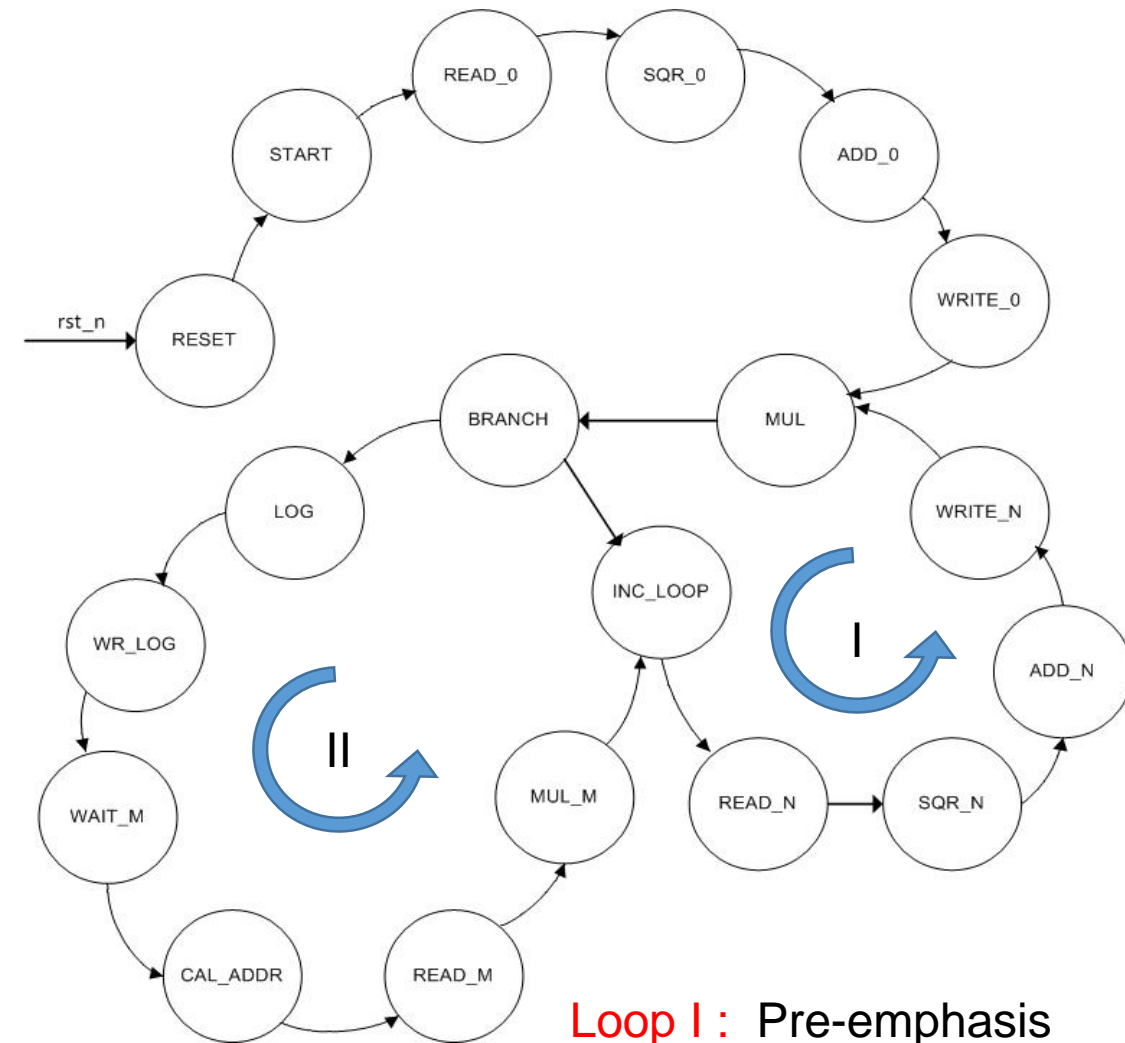 READ_0
SQR_0
START
ADD_0
WRITE_0
rst_n
RESET
BRANCH
MUL
LOG
WRITE_N
INC_LOOP
WR_LOG
I
ADD_N
II
MUL_M
READ_N
SQR_N
WAIT_M
CAL_ADDR
READ_M
Loop I : Pre-emphasis